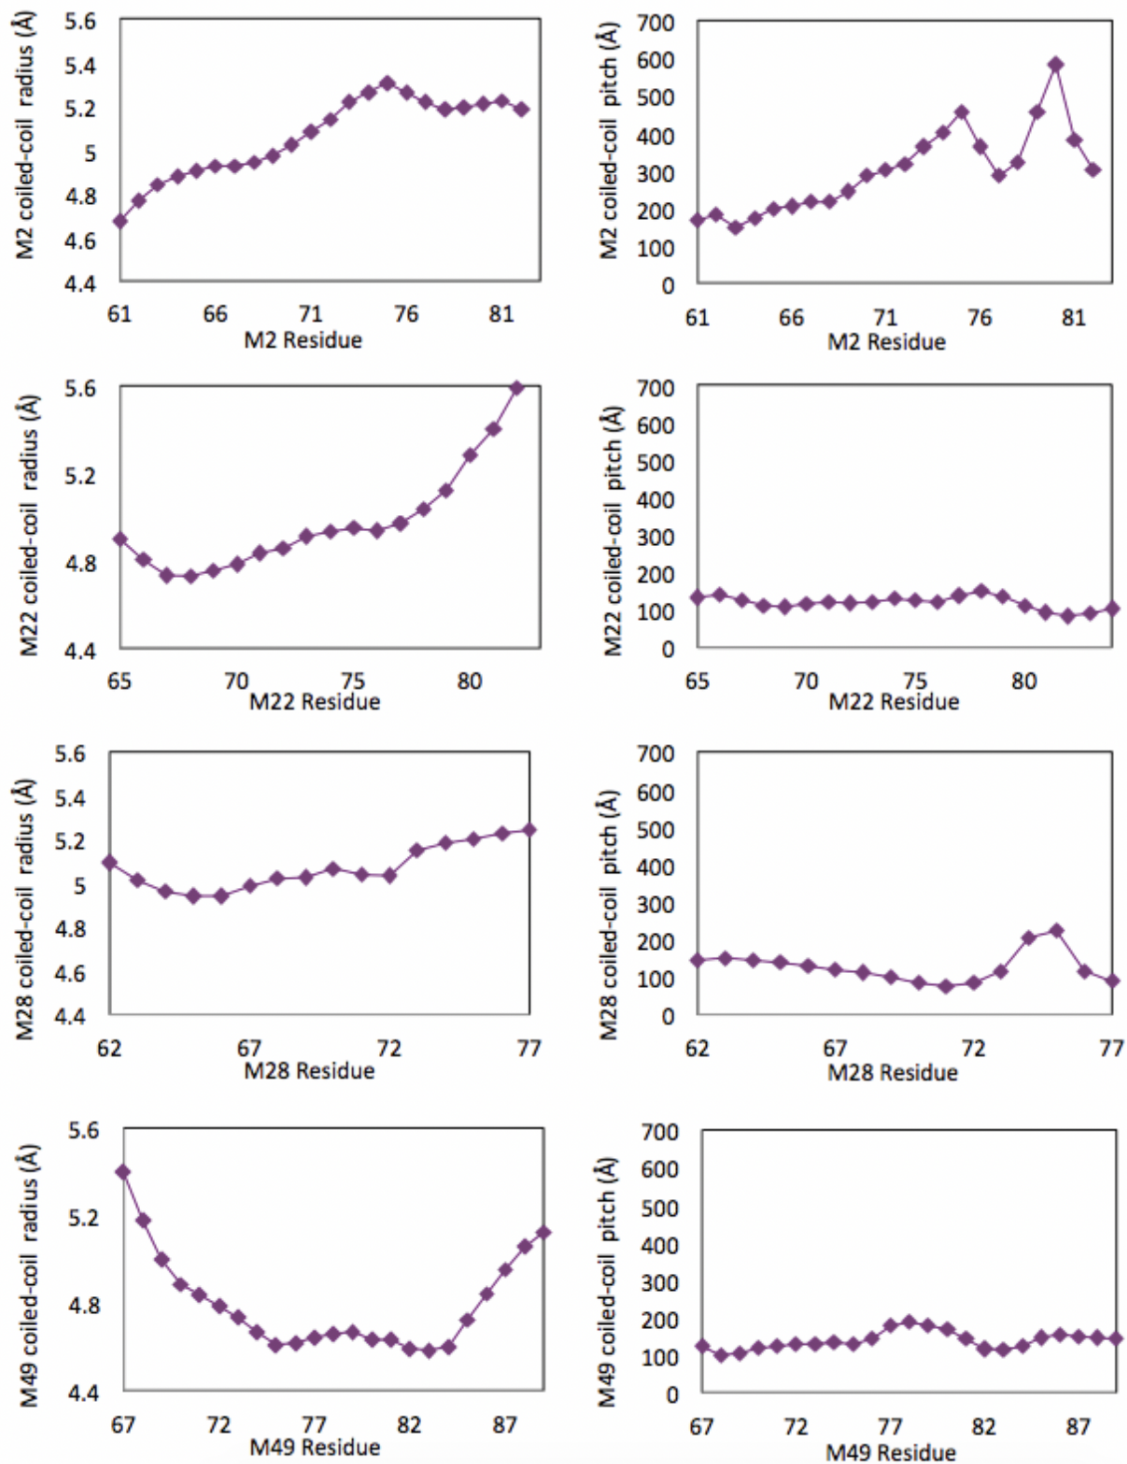 M2 coiled-coil radius (Å)
5.6
5.4
5.2
5
4.8
4.6
4.4
61 66 71 76 81
M2 Residue
M2 coiled-coil pitch (Å)
700
600
500
400
300
200
100
0
61 66 71 76 81
M2 Residue
M22 coiled-coil radius (Å)
5.6
5.2
4.8
4.4
65 70 75 80
M22 Residue
M22 coiled-coil pitch (Å)
700
600
500
400
300
200
100
0
65 70 75 80
M22 Residue
M28 coiled-coil radius (Å)
5.6
5.4
5.2
5
4.8
4.6
4.4
62 67 72 77
M28 Residue
M28 coiled-coil pitch (Å)
700
600
500
400
300
200
100
0
62 67 72 77
M28 Residue
M49 coiled-coil radius (Å)
5.6
5.2
4.8
4.4
67 72 77 82 87
M49 Residue
M49 coiled-coil pitch (Å)
700
600
500
400
300
200
100
0
67 72 77 82 87
M49 Residue